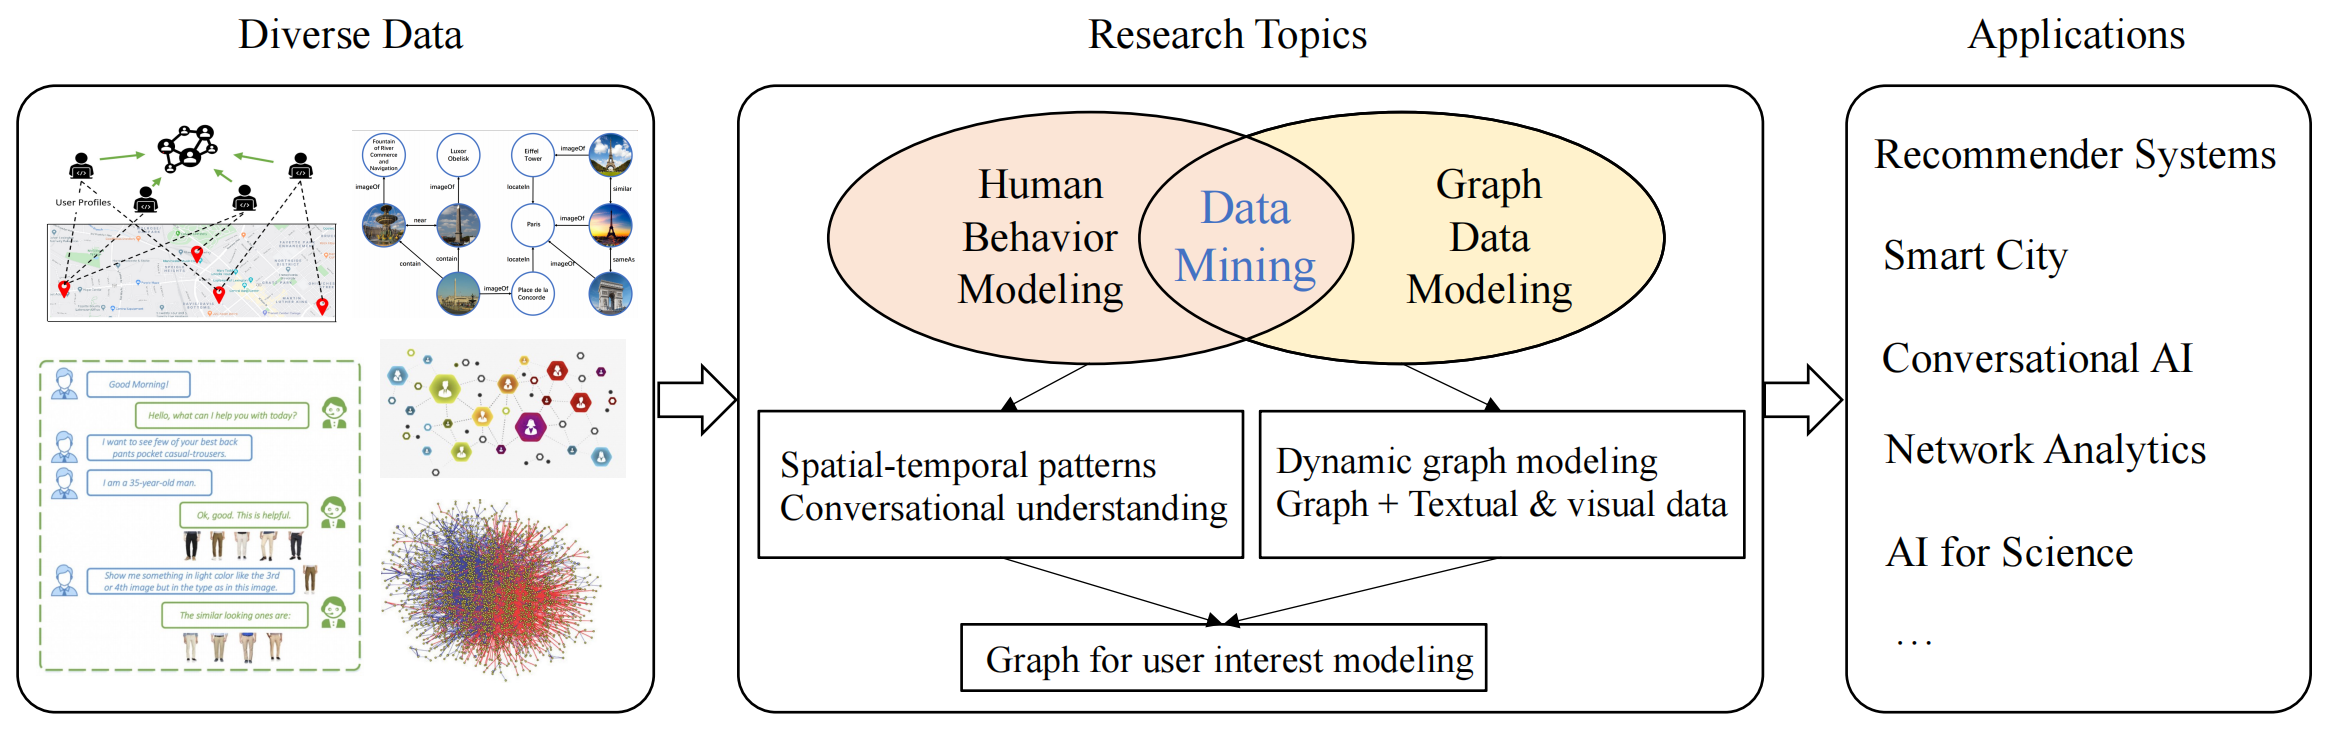 Diverse Data
Research Topics
Applications
User Profiles
Fountain
of River
Commerce
and
Navigation
Luxor
Obelisk
Eiffel
Tower
imageOf
imageOf
imageOf
locateIn
similar
near
Paris
imageOf
contain
contain
locateIn
imageOf
sameAs
imageOf
Place de la
Concorde
Good Morning!
Hello, what can I help you with today?
I want to see few of your best back
pants pocket casual-trousers.
I am a 35-year-old man.
Ok, good. This is helpful.
Show me something in light color like the 3rd
or 4th image but in the type as in this image.
The similar looking ones are:
Human
Behavior
Modeling
Data
Mining
Graph
Data
Modeling
Spatial-temporal patterns
Conversational understanding
Dynamic graph modeling
Graph + Textual & visual data
Graph for user interest modeling
Recommender Systems
Smart City
Conversational AI
Network Analytics
AI for Science
…